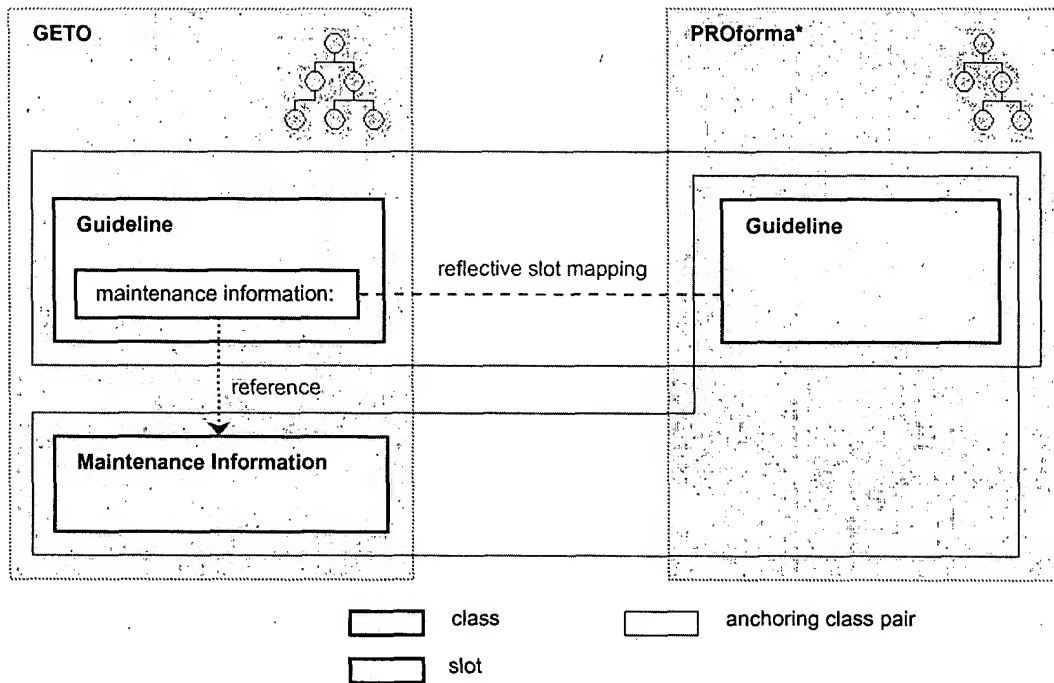 GETO
PROforma*
Guideline
Guideline
reflective slot mapping
maintenance information:
reference
Maintenance Information
class
anchoring class pair
slot